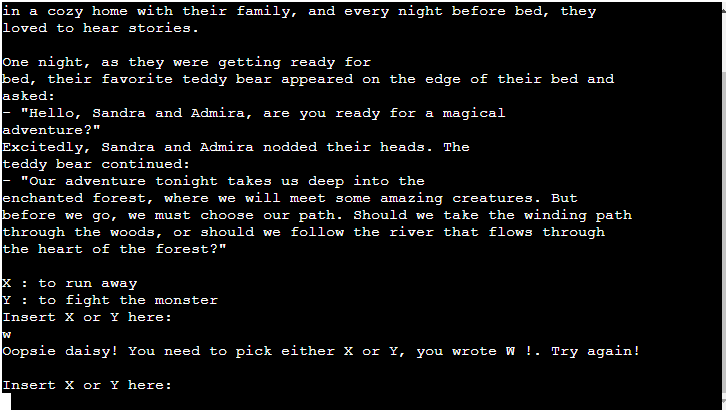 in a cozy home with their family, and every night before bed, they
loved to hear stories.
One night, as they were getting ready for
bed, their favorite teddy bear appeared on the edge of their bed and
asked:
- "Hello, Sandra and Admira, are you ready for a magical
adventure?"
Excitedly, Sandra and Admira nodded their heads. The
teddy bear continued:
- "Our adventure tonight takes us deep into the
enchanted forest, where we will meet some amazing creatures. But
before we go, we must choose our path. Should we take the winding path
through the woods, or should we follow the river that flows through
the heart of the forest?"
X : to run away
Y : to fight the monster
Insert X or Y here:
w
Oopsie daisy! You need to pick either X or Y, you wrote W !. Try again!
Insert X or Y here: